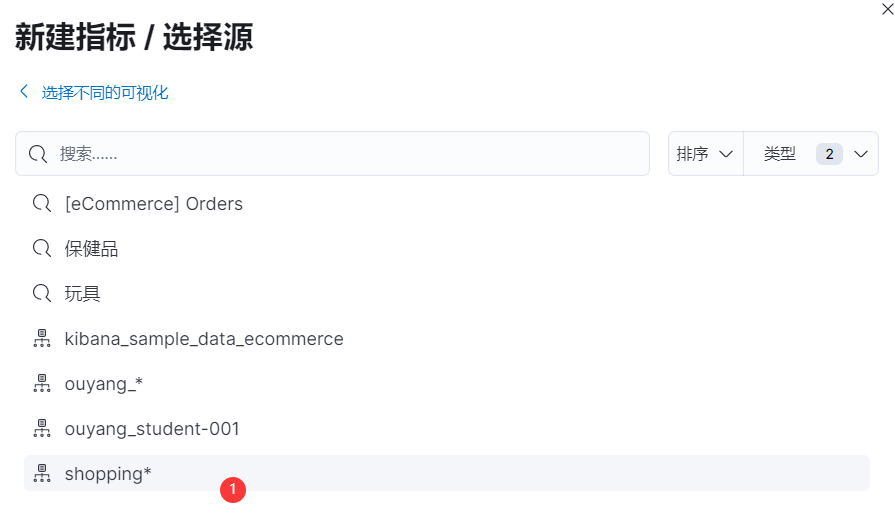 新建指标 / 选择源
选择不同的可视化
搜索......
排序 类型 2
[eCommerce] Orders
保健品
玩具
kibana_sample_data_ecommerce
ouyang_*
ouyang_student-001
shopping*
1